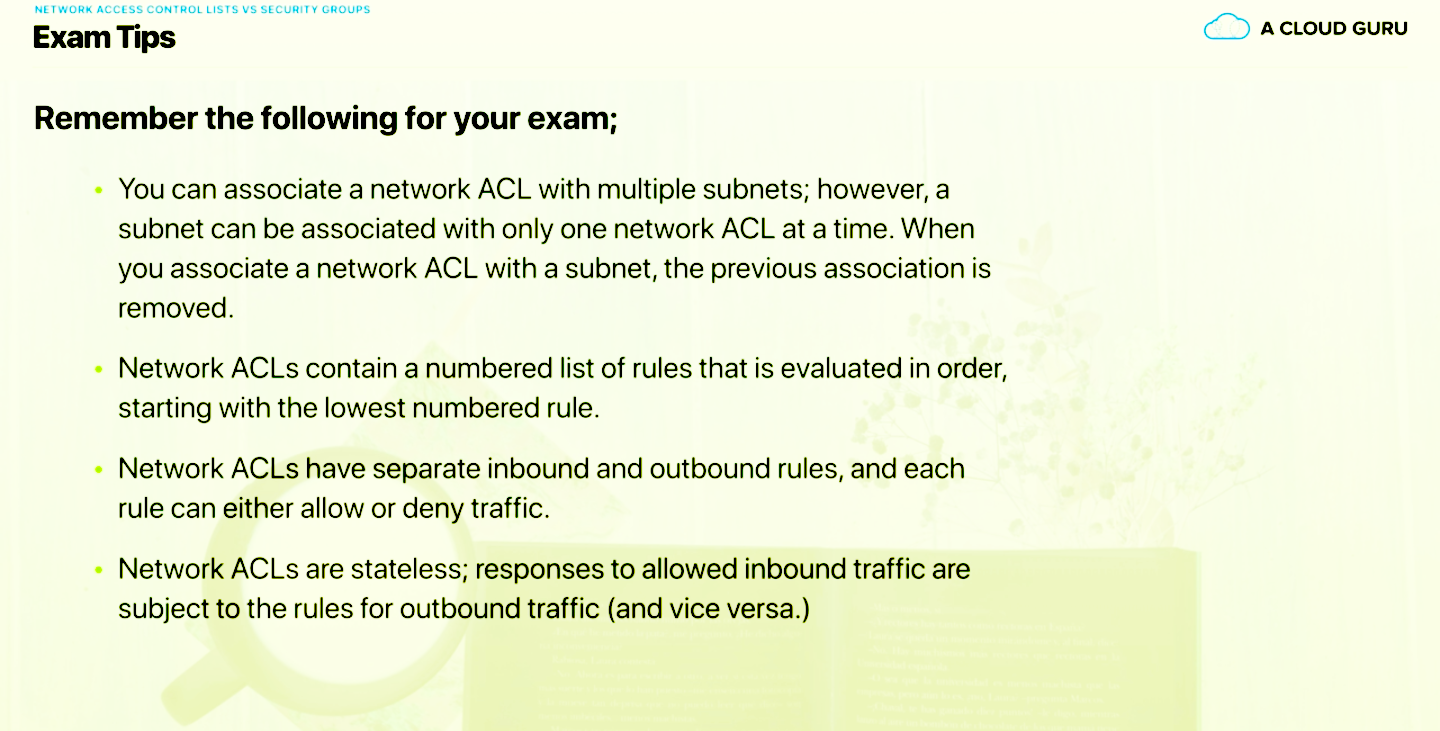 NETWORK ACCESS CONTROL LISTS VS SECURITY GROUPS
Exam Tips
A CLOUD GURU
Remember the following for your exam;
• You can associate a network ACL with multiple subnets; however, a
subnet can be associated with only one network ACL at a time. When
you associate a network ACL with a subnet, the previous association is
removed.
• Network ACLs contain a numbered list of rules that is evaluated in order,
starting with the lowest numbered rule.
• Network ACLs have separate inbound and outbound rules, and each
rule can either allow or deny traffic.
• Network ACLs are stateless; responses to allowed inbound traffic are
subject to the rules for outbound traffic (and vice versa.)